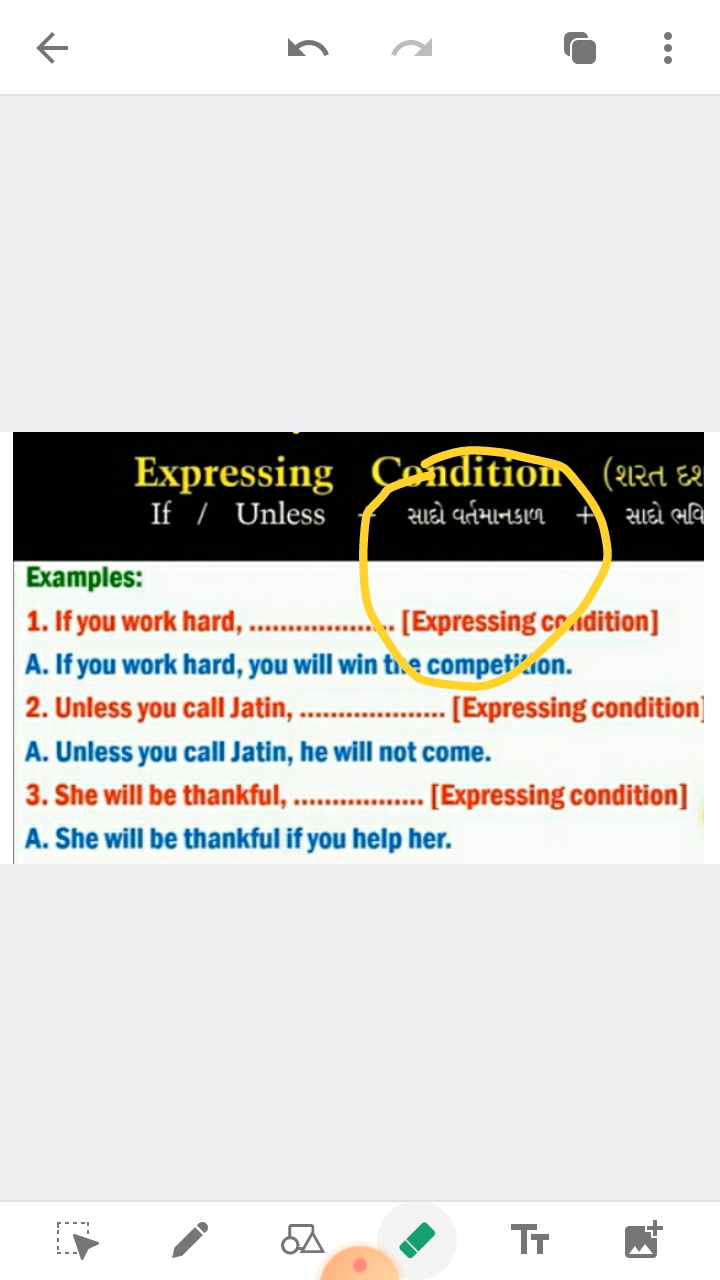 Expressing Condition (શરત
If / Unless + સાદો વર્તમાનકાળ + સાદો
Examples:
1. If you work hard, ................... [Expressing condition]
A. If you work hard, you will win the competition.
2. Unless you call Jatin, ................... [Expressing condition]
A. Unless you call Jatin, he will not come.
3. She will be thankful, ................. [Expressing condition]
A. She will be thankful if you help her.